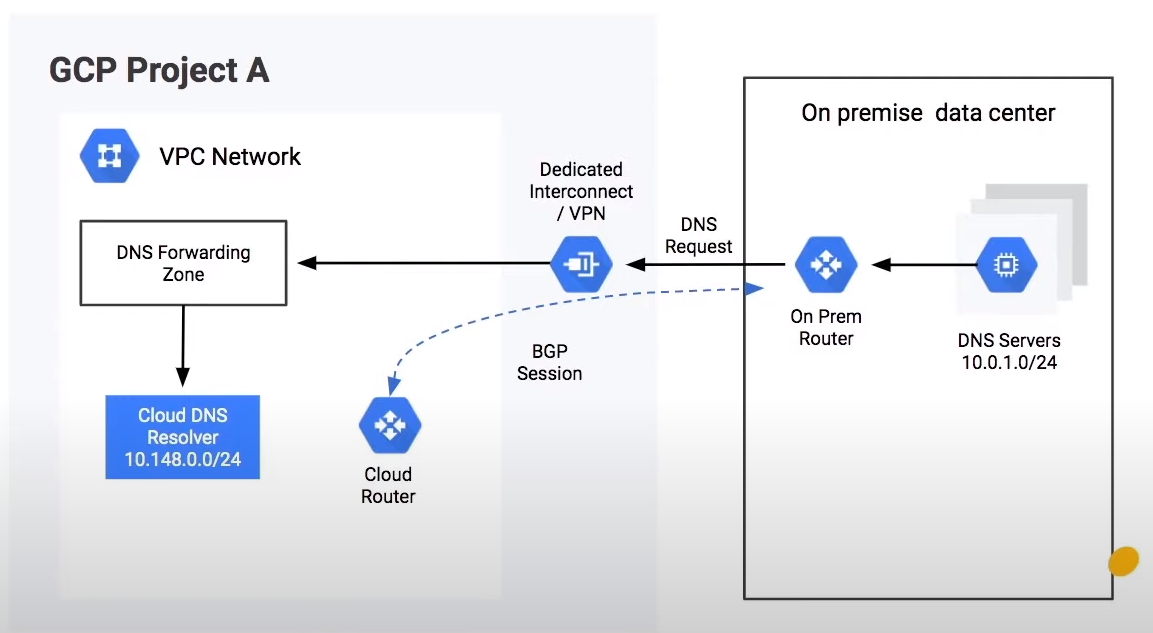 GCP Project A
VPC Network
DNS Forwarding
Zone
Cloud DNS
Resolver
10.148.0.0/24
Cloud
Router
Dedicated
Interconnect
/ VPN
BGP
Session
DNS
Request
On premise data center
On Prem
Router
DNS Servers
10.0.1.0/24